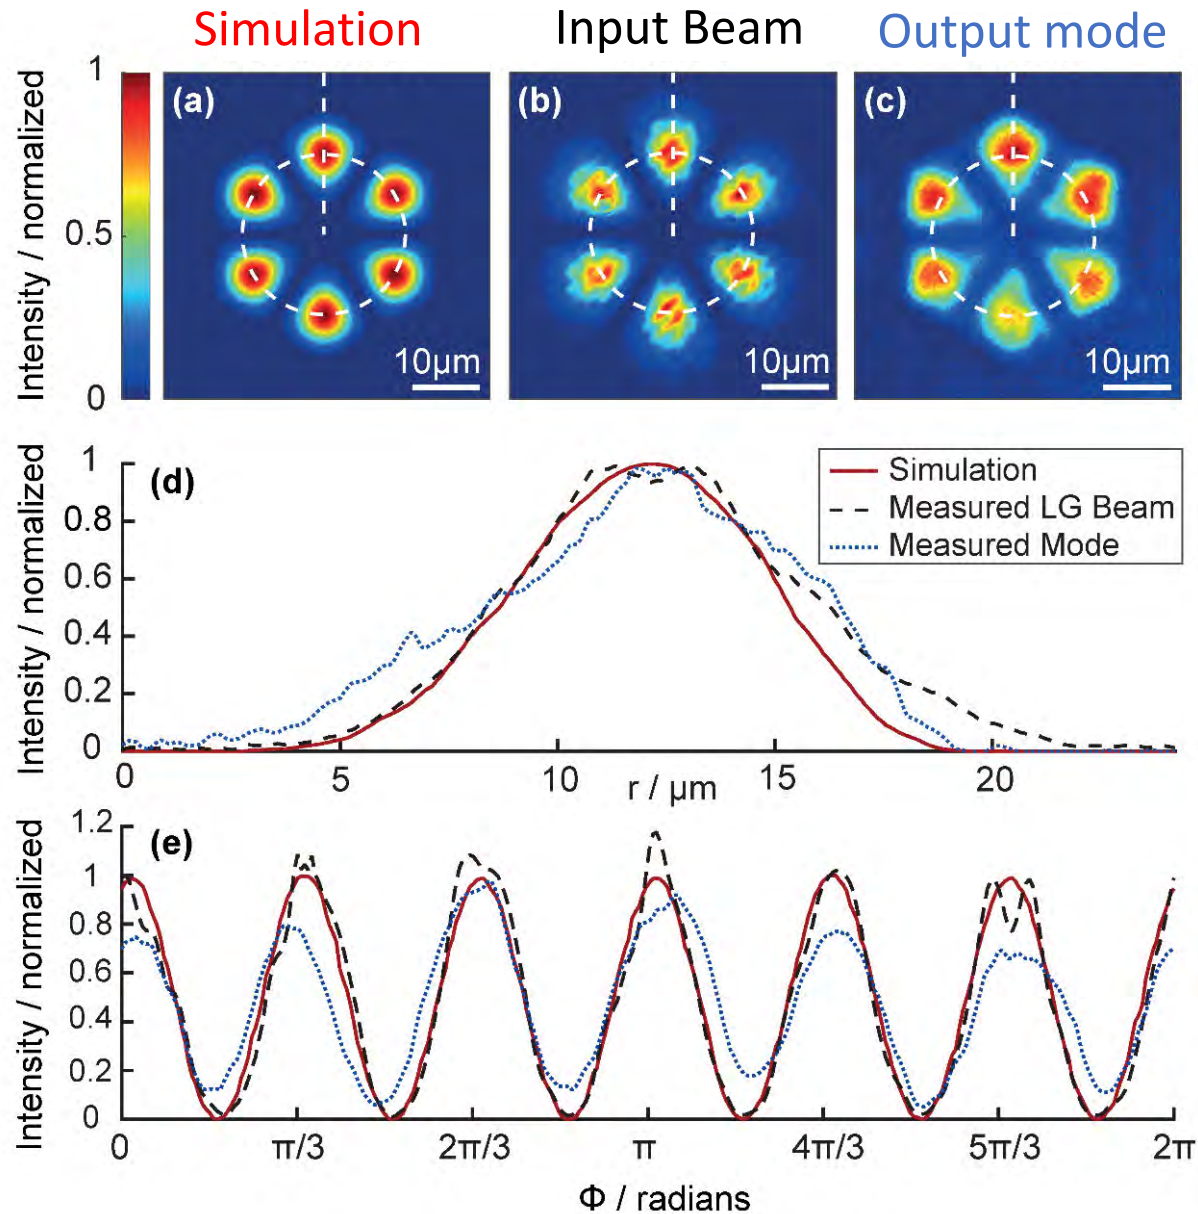 Simulation Input Beam Output mode
Intensity / normalized
1
0.5
0
(a)
10µm
(b)
10µm
(c)
10µm
Intensity / normalized
1
0.8
0.6
0.4
0.2
0
(d)
Simulation
Measured LG Beam
Measured Mode
0 5 10 15 20
r / µm
Intensity / normalized
1.2
1
0.8
0.6
0.4
0.2
0
(e)
0 π/3 2π/3 π 4π/3 5π/3 2π
Φ / radians